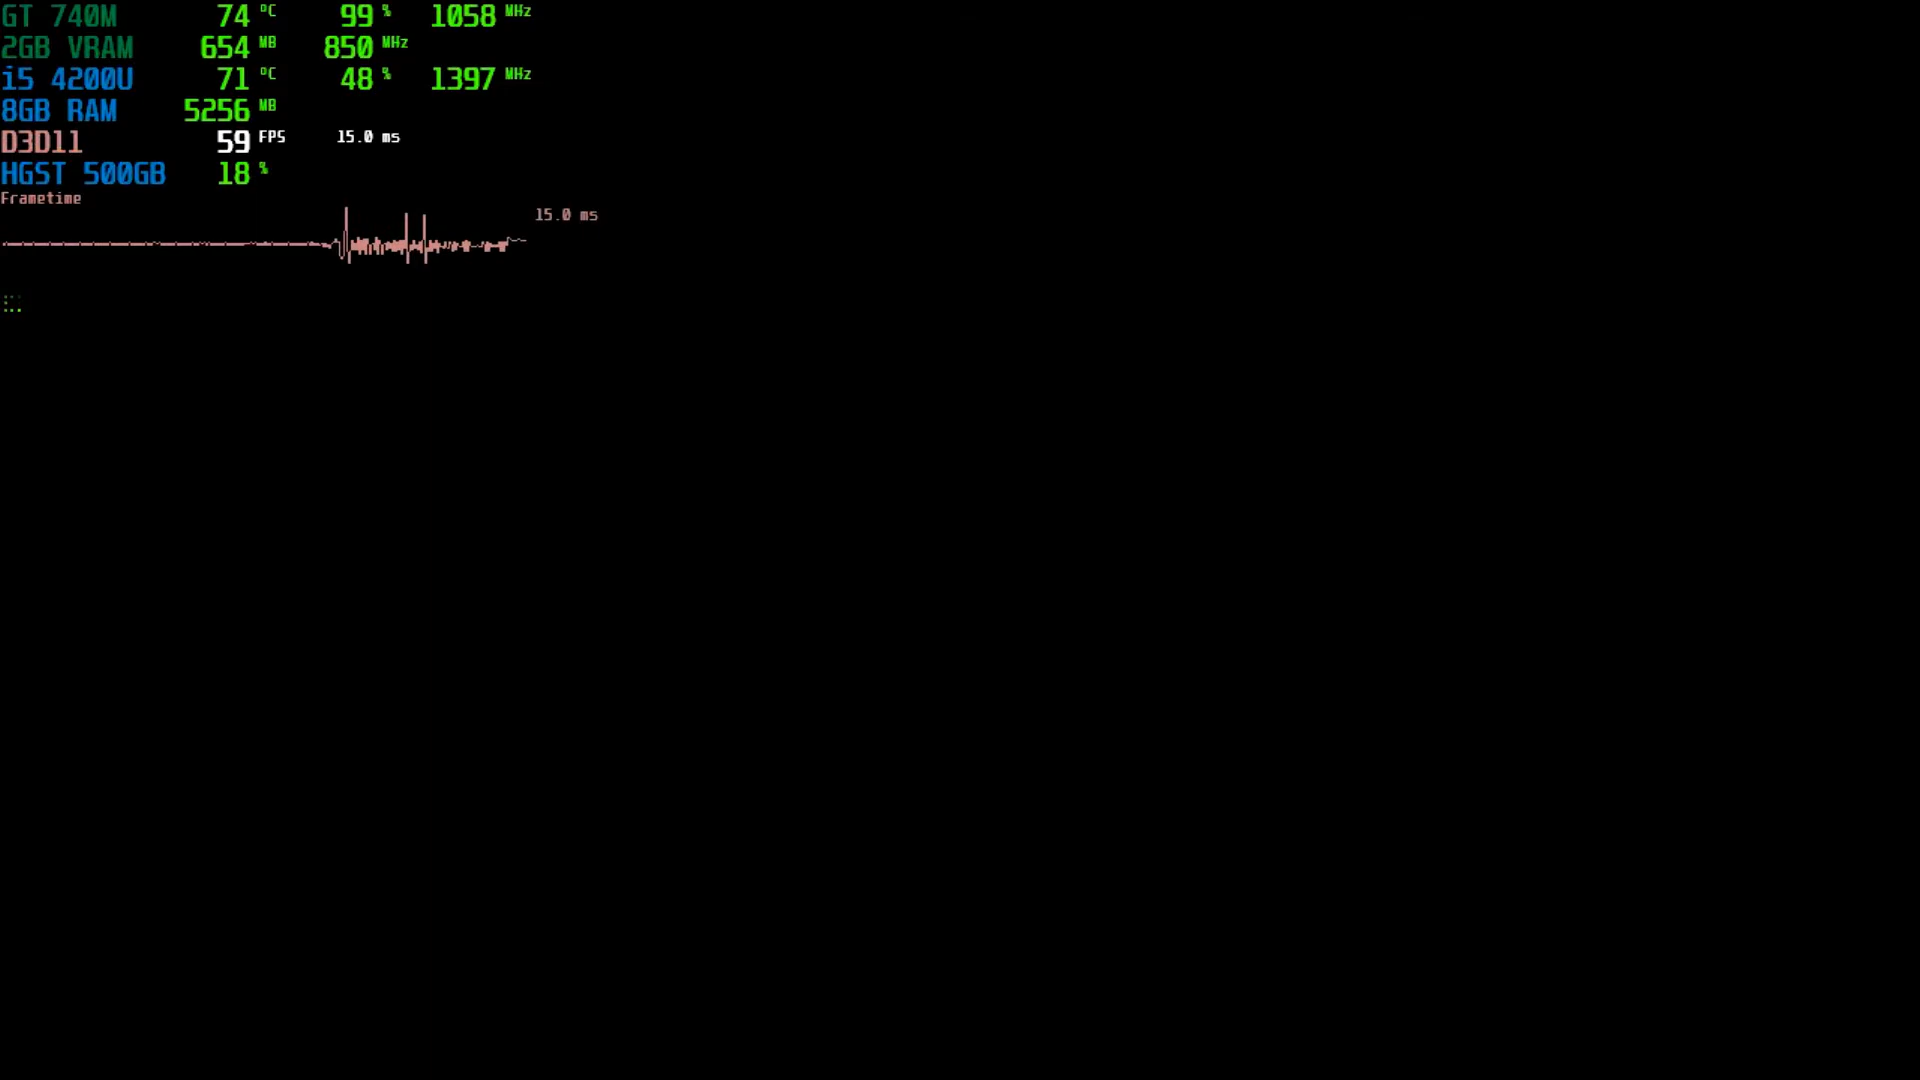 GT 740M 74 °C 99 % 1058 MHz
2GB VRAM 654 MB 850 MHz
i5 4200U 71 °C 48 % 1397 MHz
8GB RAM 5256 MB
D3D11 59 FPS 15.0 ms
HGST 500GB 18 %
Frametime
15.0 ms